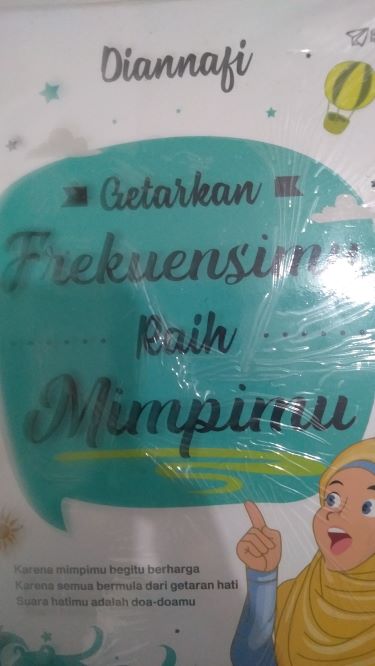 Diannafi
Getarkan
Frekuensimu
Raih
Mimpimu
Karena mimpimu begitu berharga
Karena semua bermula dari getaran hati
Suara hatimu adalah doa-doamu